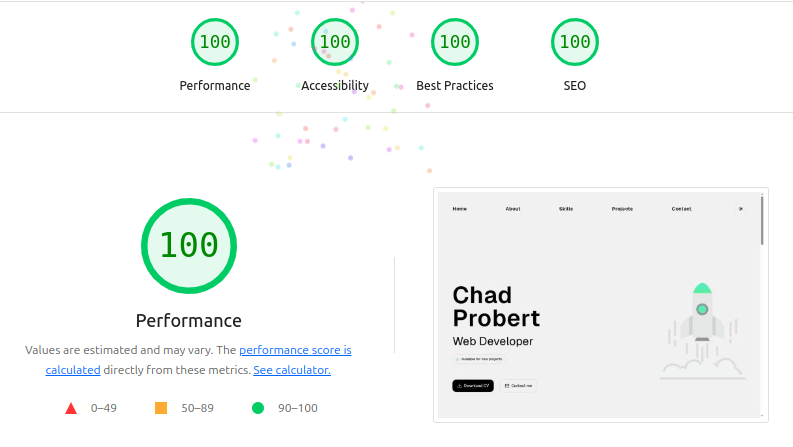 100 100 100 100
Performance Accessibility Best Practices SEO
100
Performance
Values are estimated and may vary. The performance score is
calculated directly from these metrics. See calculator.
0–49 50–89 90–100
Home About Skills Projects Contact
Chad
Probert
Web Developer
Available for new projects
Download CV Contact me